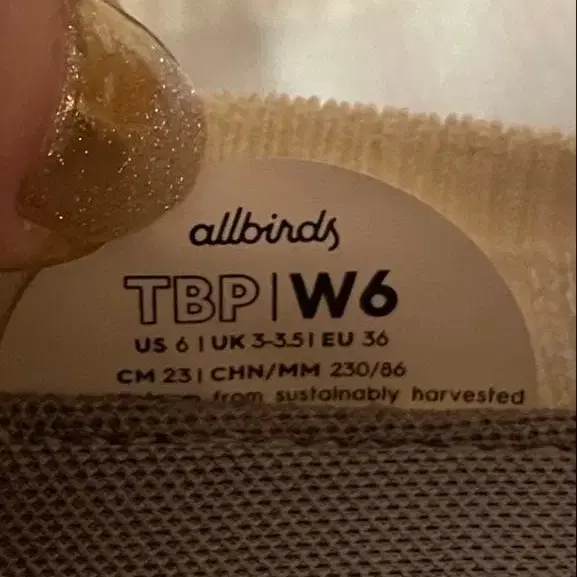 allbirds
TBP | W6
US 6 | UK 3-3.5 | EU 36
CM 23 | CHN/MM 230/86
from sustainably harvested